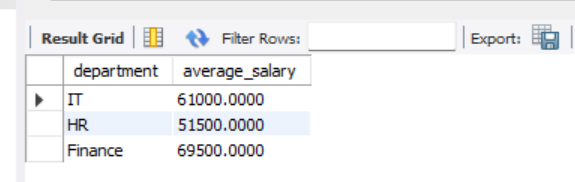 Result Grid Filter Rows: Export:
department average_salary
IT 61000.0000
HR 51500.0000
Finance 69500.0000